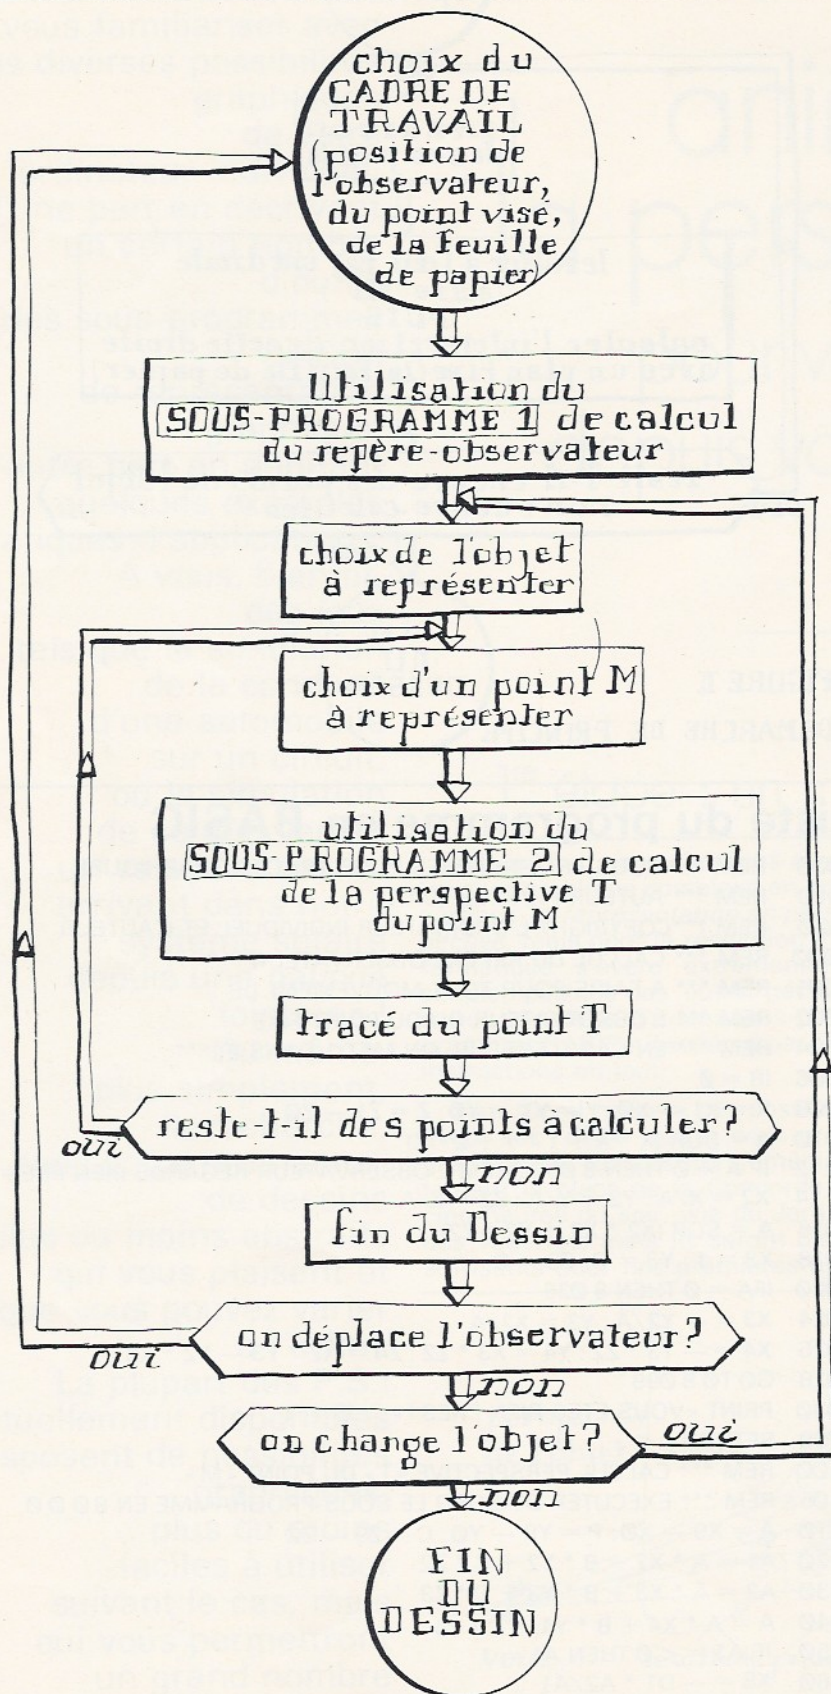 choix du
CADRE DE
TRAVAIL
(position de
l'observateur,
du point visé,
de la feuille
de papier)
Utilisation du
SOUS-PROGRAMME 1 de calcul
du repère-observateur
choix de l'objet
à représenter
choix d'un point M
à représenter
utilisation du
SOUS PROGRAMME 2 de calcul
de la perspective T
du point M
tracé du point T
reste-t-il des points à calculer?
oui
non
fin du Dessin
on déplace l'observateur?
oui
non
on change l'objet?
oui
non
FIN
DU
DESSIN